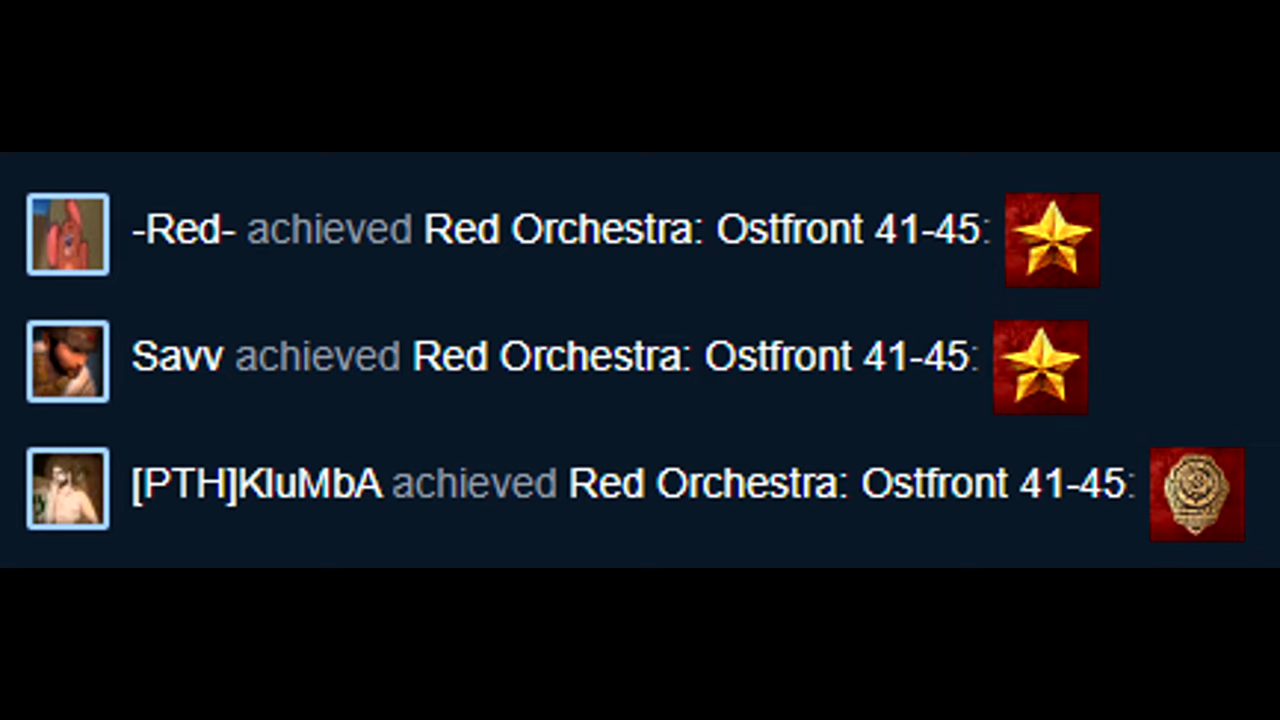 -Red- achieved Red Orchestra: Ostfront 41-45:
Savv achieved Red Orchestra: Ostfront 41-45:
[PTH]KluMbA achieved Red Orchestra: Ostfront 41-45: